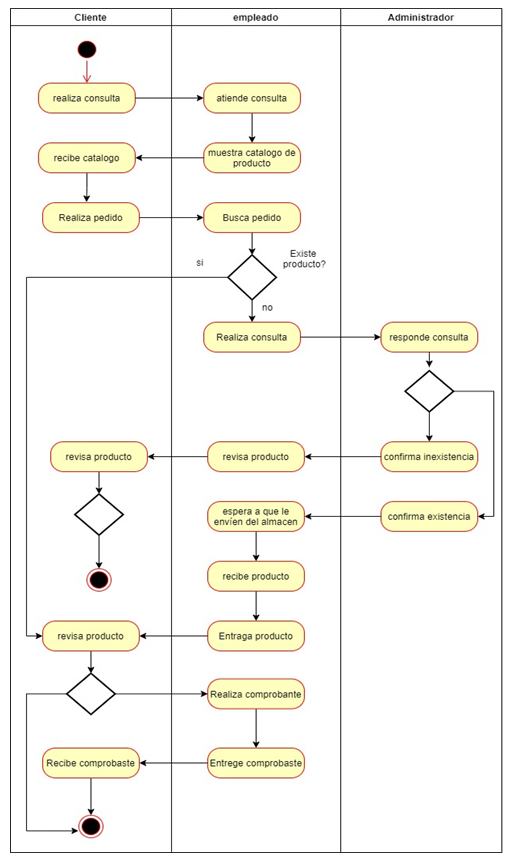 Cliente
empleado
Administrador
realiza consulta
atiende consulta
recibe catalogo
muestra catalogo de
producto
Realiza pedido
Busca pedido
si
Existe
producto?
no
Realiza consulta
responde consulta
revisa producto
revisa producto
confirma inexistencia
espera a que le
envíen del almacen
confirma existencia
recibe producto
revisa producto
Entraga producto
Realiza comprobante
Recibe comprobaste
Entrege comprobaste